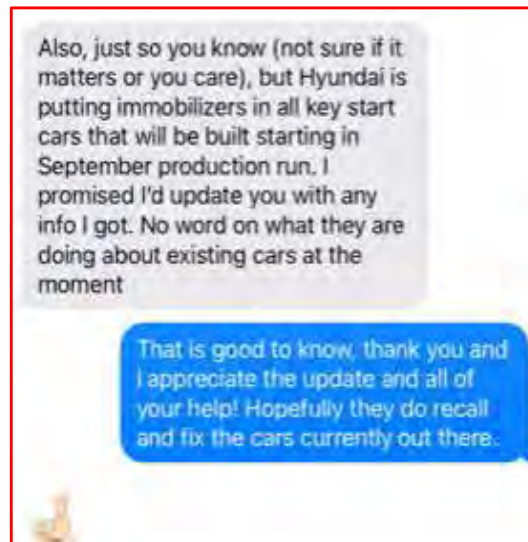 Also, just so you know (not sure if it
matters or you care), but Hyundai is
putting immobilizers in all key start
cars that will be built starting in
September production run. I
promised I'd update you with any
info I got. No word on what they are
doing about existing cars at the
moment
That is good to know, thank you and
I appreciate the update and all of
your help! Hopefully they do recall
and fix the cars currently out there.